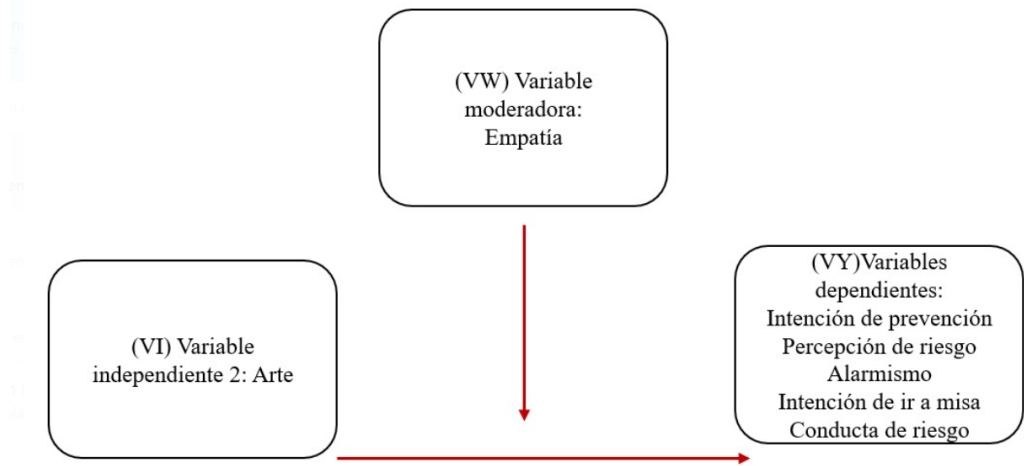 (VW) Variable
moderadora:
Empatía
(VI) Variable
independiente 2: Arte
(VY)Variables
dependientes:
Intención de prevención
Percepción de riesgo
Alarmismo
Intención de ir a misa
Conducta de riesgo